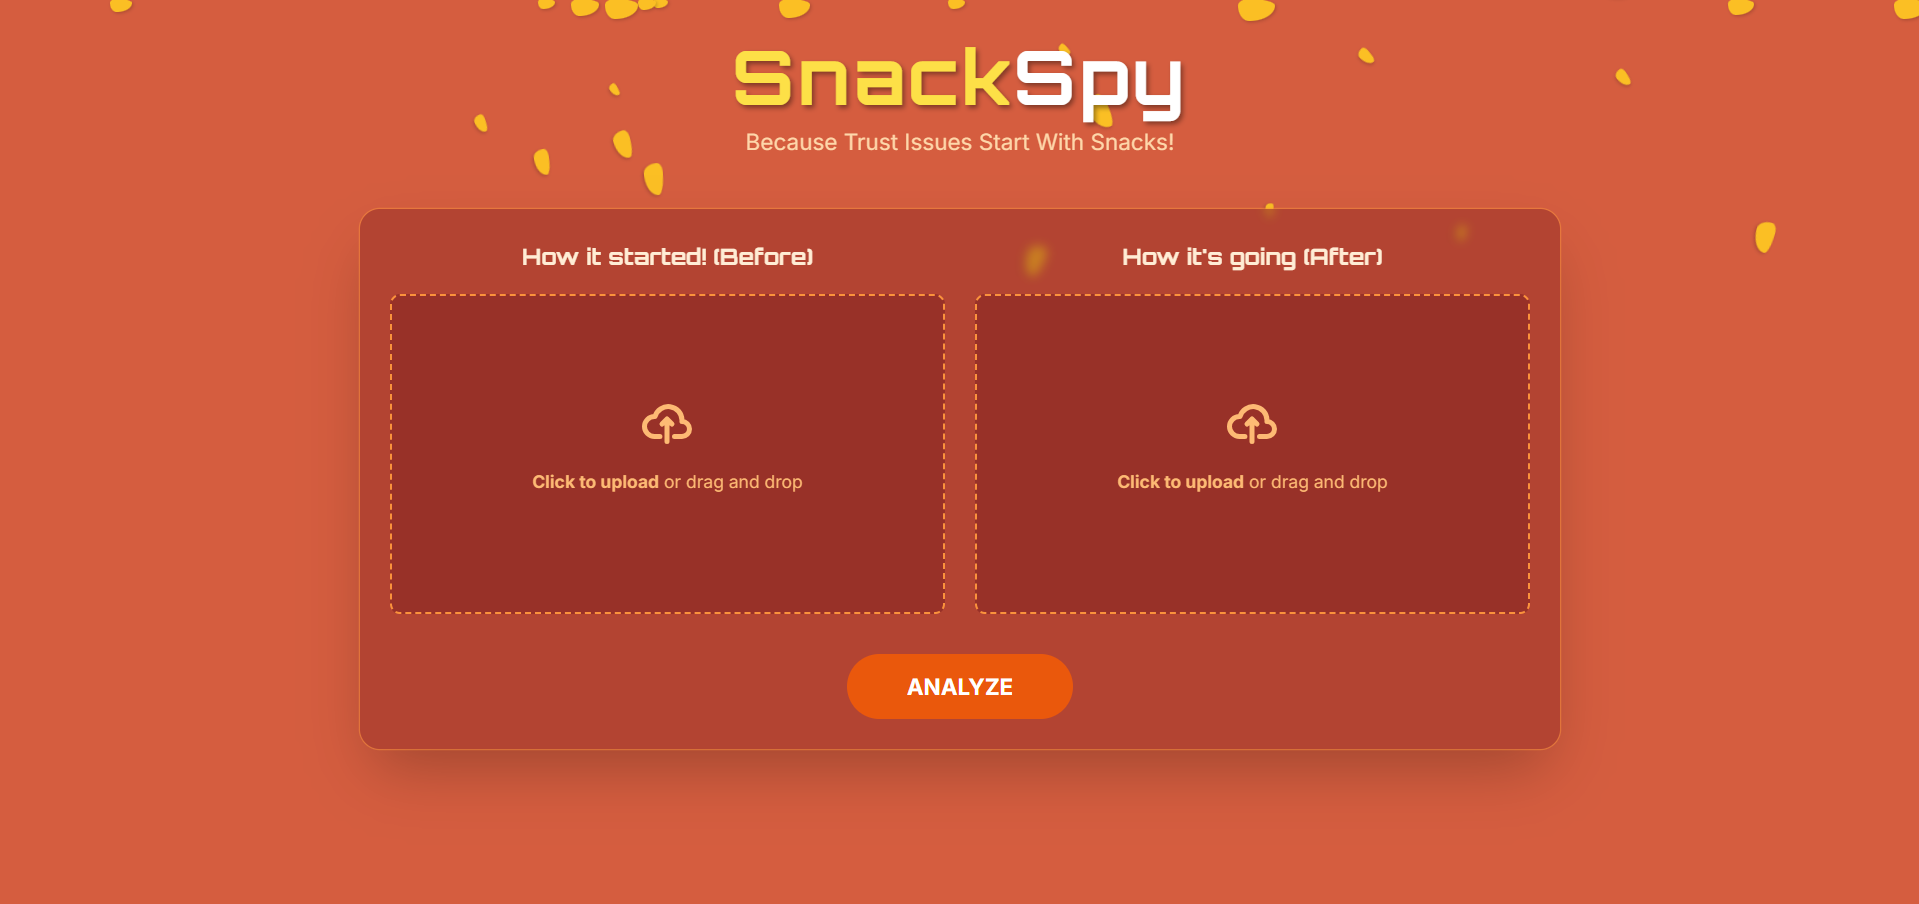 SnackSpy
Because Trust Issues Start With Snacks!
How it started! (Before)
How it's going (After)
Click to upload or drag and drop
Click to upload or drag and drop
ANALYZE